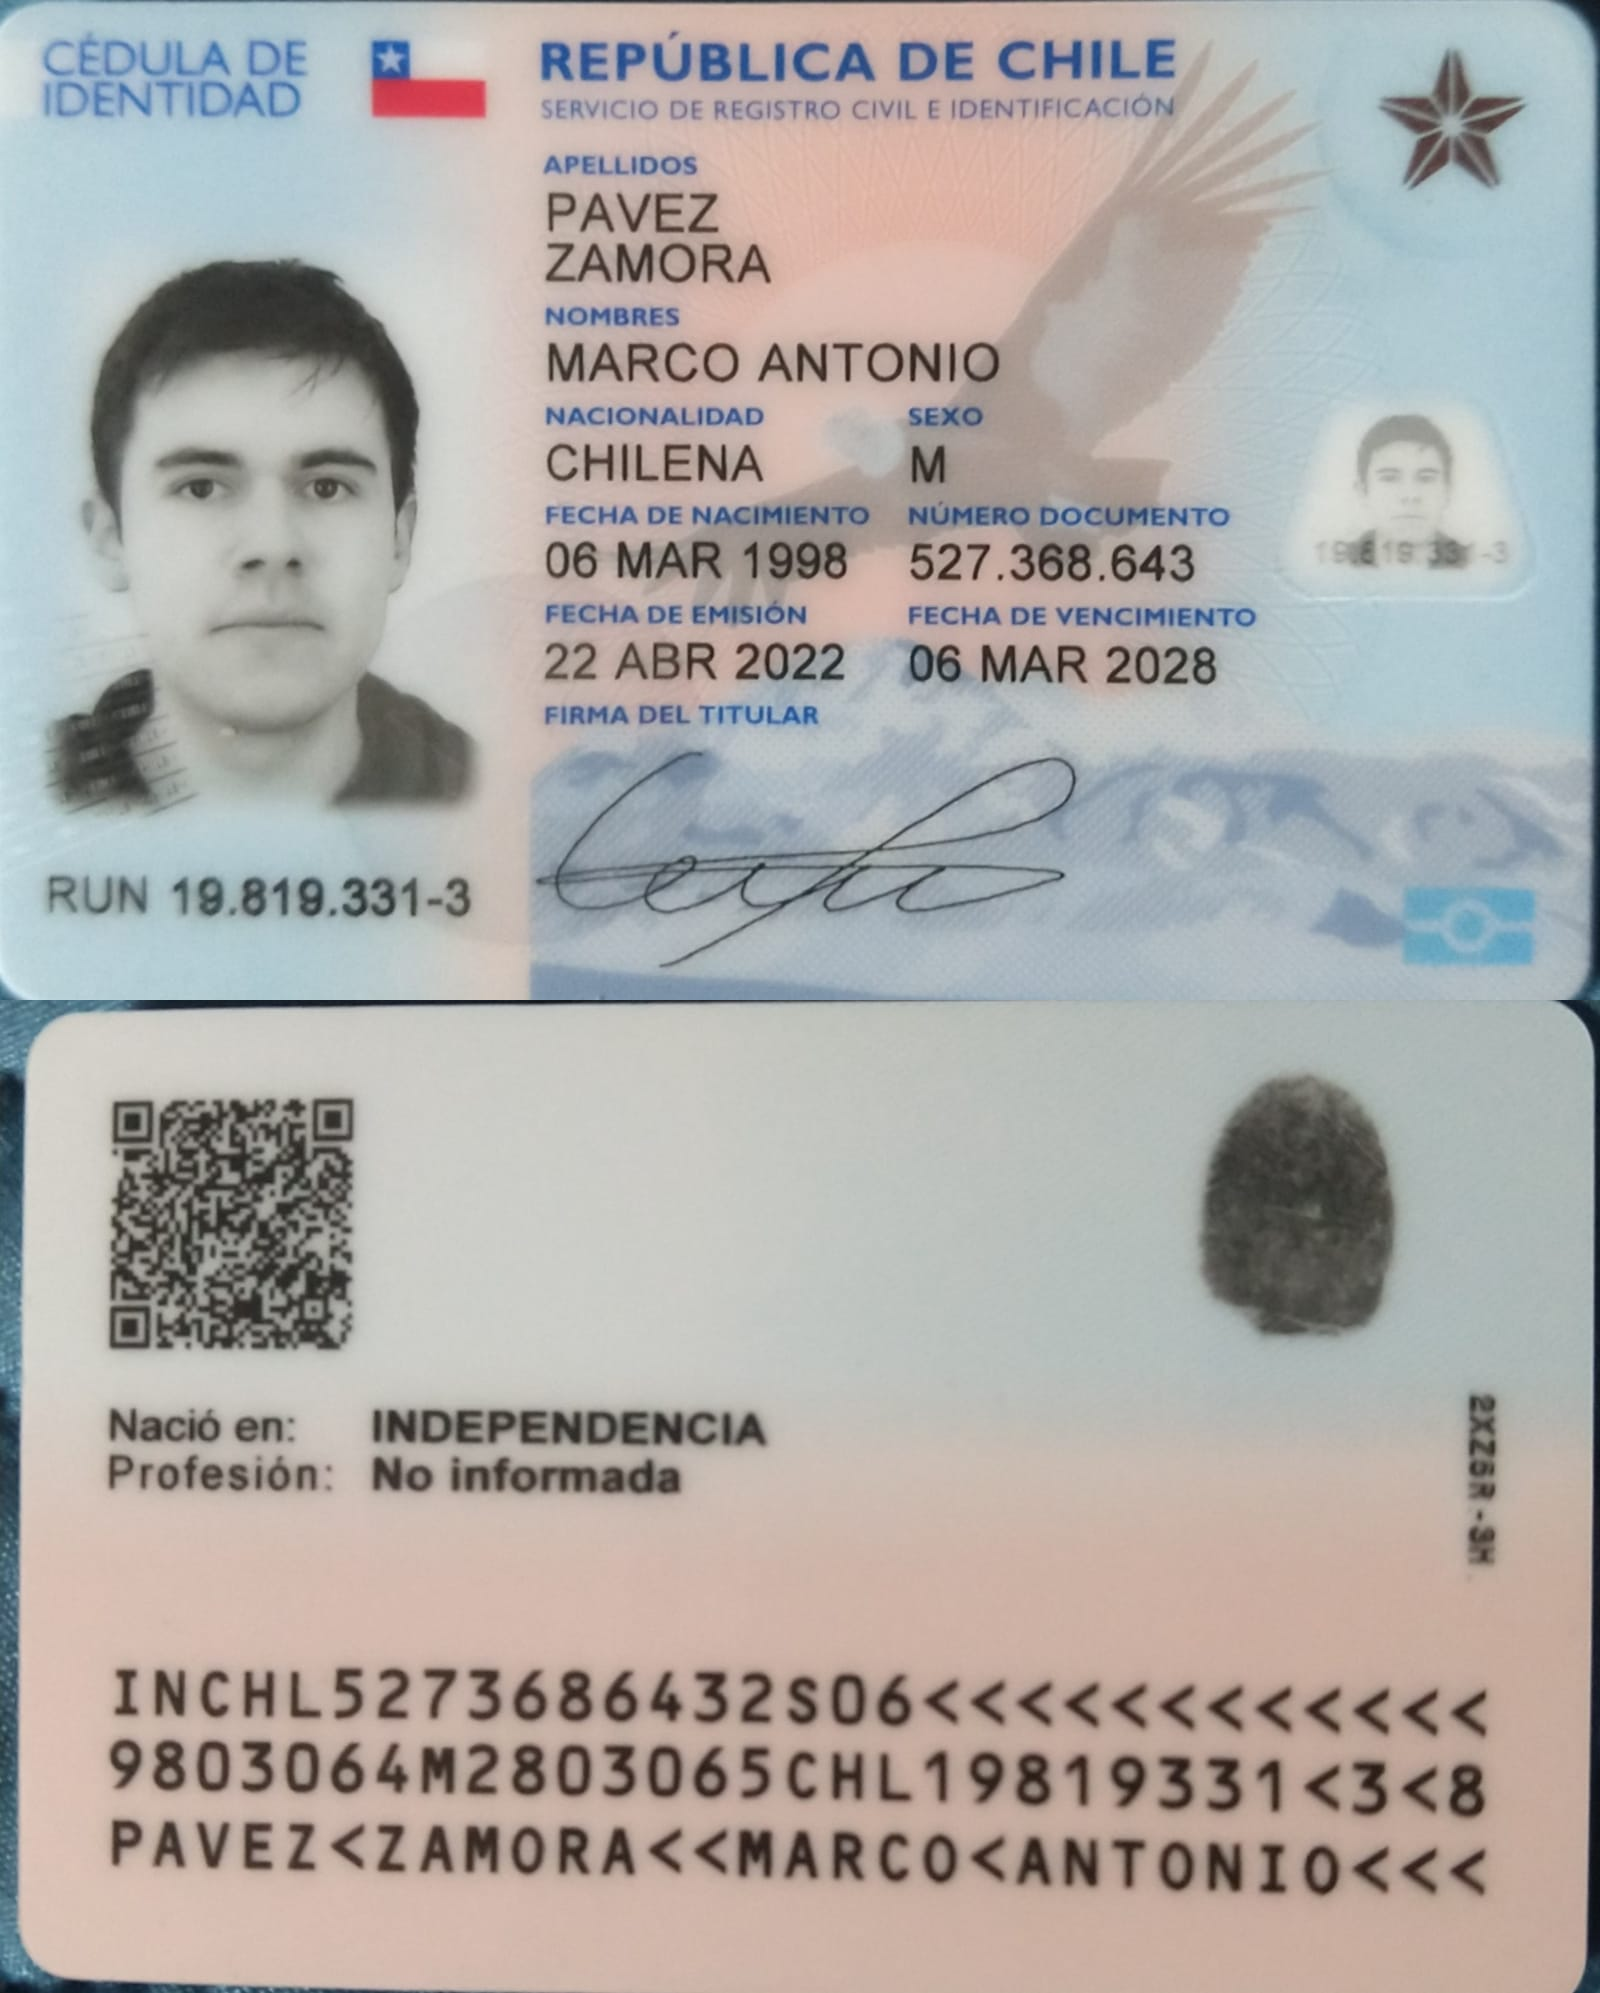 CÉDULA DE
IDENTIDAD
REPÚBLICA DE CHILE
SERVICIO DE REGISTRO CIVIL E IDENTIFICACIÓN
APELLIDOS
PAVEZ
ZAMORA
NOMBRES
MARCO ANTONIO
NACIONALIDAD SEXO
CHILENA M
FECHA DE NACIMIENTO NÚMERO DOCUMENTO
06 MAR 1998 527.368.643
19.819.331-3
FECHA DE EMISIÓN FECHA DE VENCIMIENTO
22 ABR 2022 06 MAR 2028
FIRMA DEL TITULAR
RUN 19.819.331-3
Nació en: INDEPENDENCIA
Profesión: No informada
INCHL5273686432S06<<<<<<<<<<<<
9803064M2803065CHL19819331<3<8
PAVEZ<ZAMORA<<MARCO<ANTONIO<<<